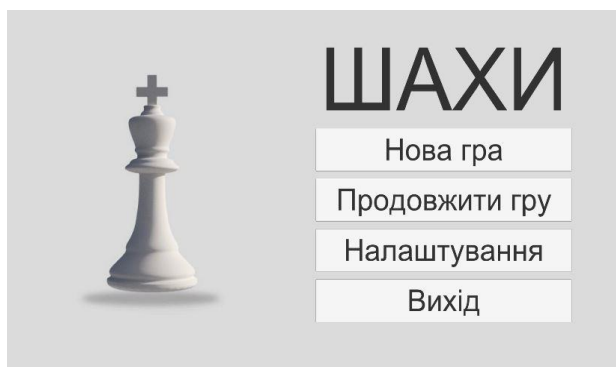 ШАХИ
Нова гра
Продовжити гру
Налаштування
Вихід